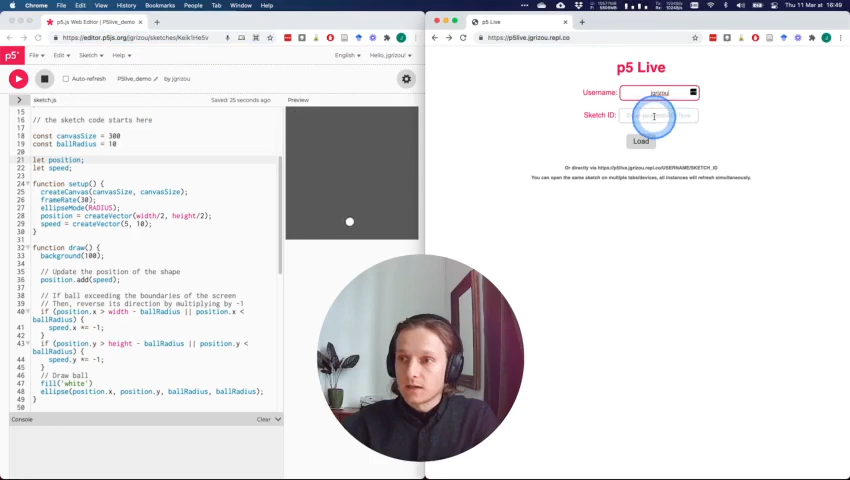 Chrome File Edit View History Bookmarks People Tab Window Help
Thu 11 Mar 16:49
p5.js Web Editor | P5live_demo
https://editor.p5js.org/jgrizou/sketches/Keik1He5v
p5* File Edit Sketch Help English Hello, jgrizou!
Auto-refresh P5Live_demo by jgrizou
sketch.js Saved: 25 seconds ago Preview
15
16 // the sketch code starts here
17
18 const canvasSize = 300
19 const ballRadius = 10
20
21 let position;
22 let speed;
23
24 function setup() {
25 createCanvas(canvasSize, canvasSize);
26 frameRate(30);
27 ellipseMode(RADIUS);
28 position = createVector(width/2, height/2);
29 speed = createVector(5, 10);
30 }
31
32 function draw() {
33 background(100);
34
35 // Update the position of the shape
36 position.add(speed);
37
38 // If ball exceeding the boundaries of the screen
39 // Then, reverse its direction by multiplying by -1
40 if (position.x > width - ballRadius || position.x <
ballRadius) {
41 speed.x *= -1;
42 }
43 if (position.y > height - ballRadius || position.y <
ballRadius) {
44 speed.y *= -1;
45 }
46 // Draw ball
47 fill('white')
48 ellipse(position.x, position.y, ballRadius, ballRadius);
49 }
50
Console Clear
p5 Live
https://p5live.jgrizou.repl.co
p5 Live
Username: jgrizou
Sketch ID:
Load
Or directly via https://p5live.jgrizou.repl.co/USERNAME/SKETCH_ID
You can open the same sketch on multiple tabs/devices, all instances will refresh simultaneously.